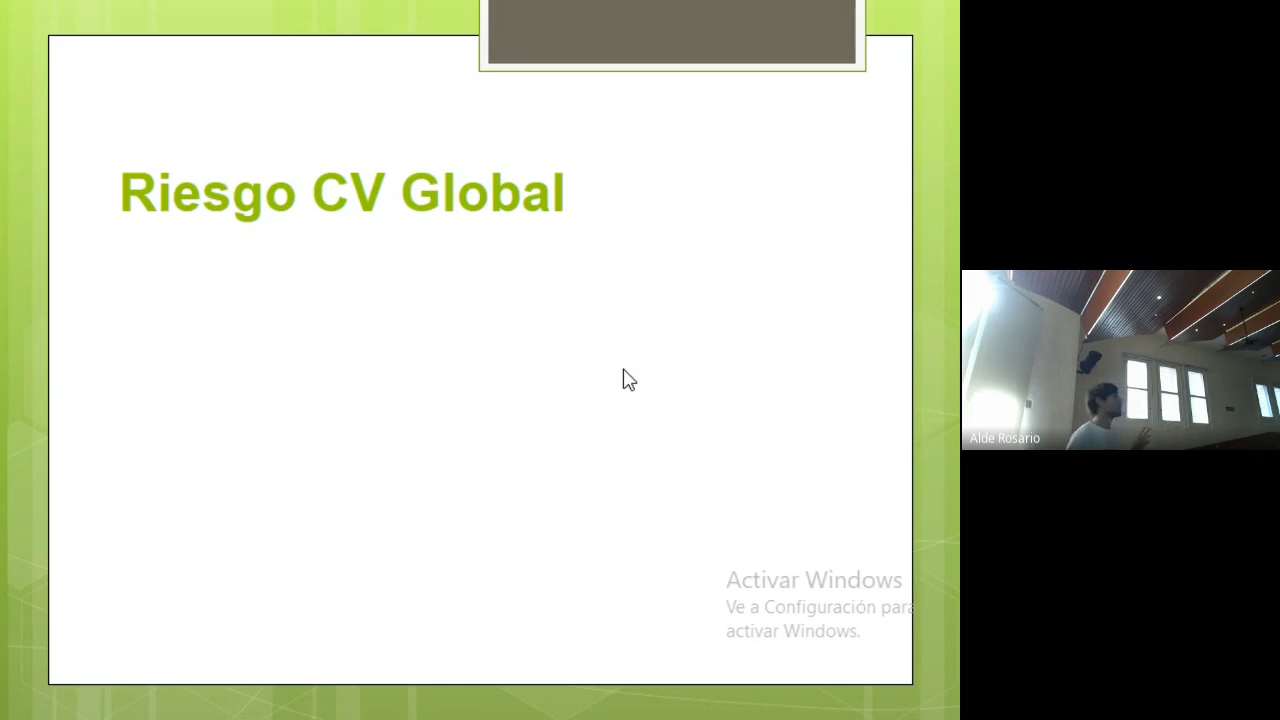 Riesgo CV Global
Alde Rosario
Activar Windows
Ve a Configuración para
activar Windows.